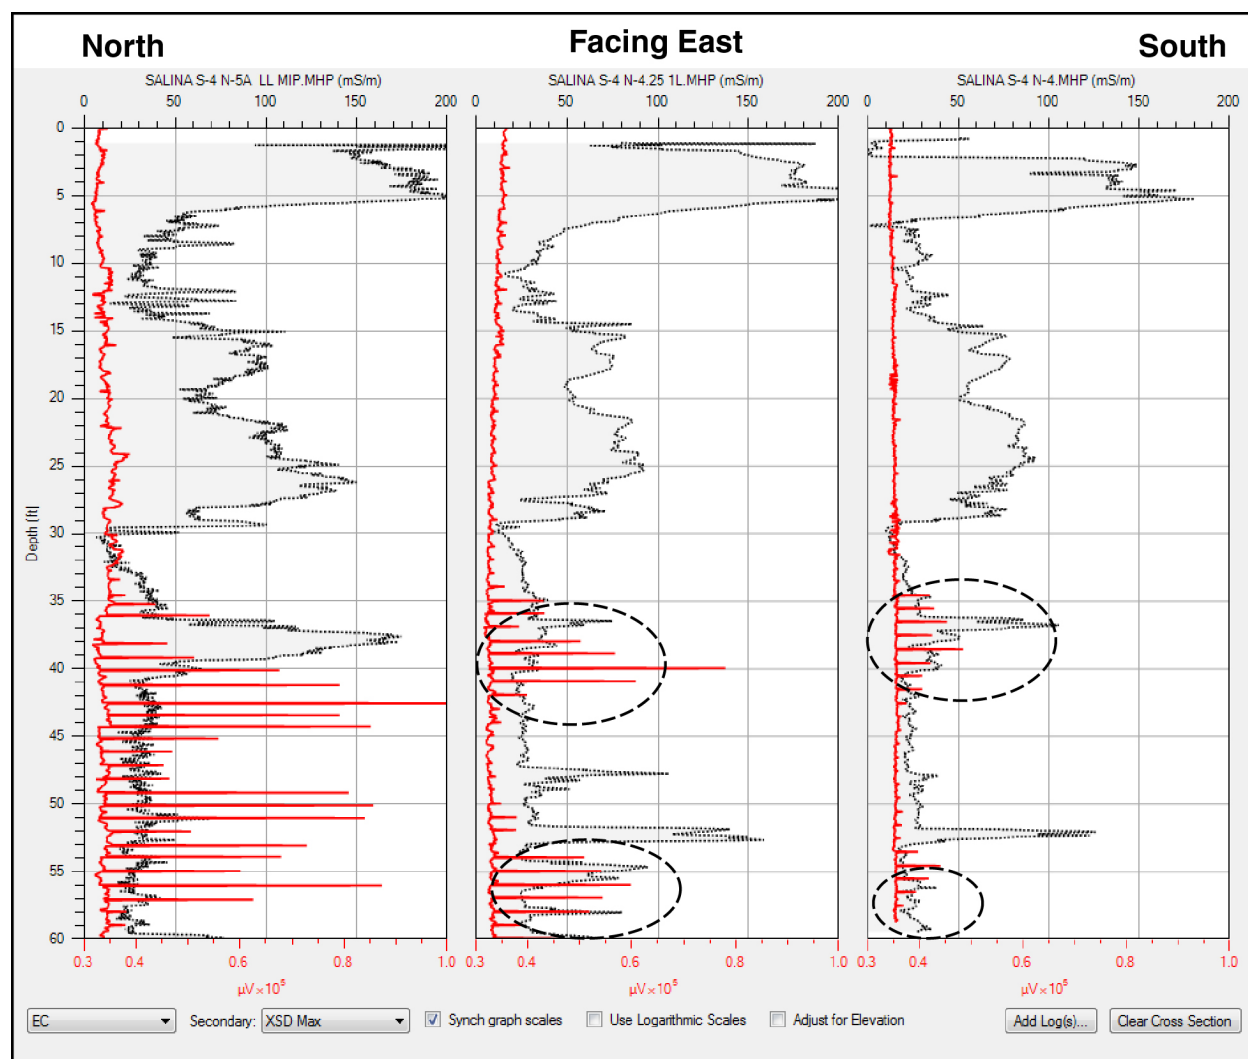 North Facing East South
SALINA S-4 N-5A LL MIP.MHP (mS/m) SALINA S-4 N-4.25 1L.MHP (mS/m) SALINA S-4 N-4.MHP (mS/m)
0 50 100 150 200 0 50 100 150 200 0 50 100 150 200
0
5
10
15
20
25
30
35
40
45
50
55
60
Depth (ft)
0.3 0.4 0.6 0.8 1.0 0.3 0.4 0.6 0.8 1.0 0.3 0.4 0.6 0.8 1.0
µV×10⁵ µV×10⁵ µV×10⁵
EC Secondary: XSD Max Synch graph scales Use Logarithmic Scales Adjust for Elevation Add Log(s)... Clear Cross Section